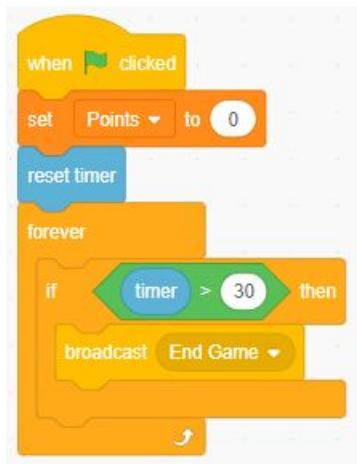 when clicked
set Points to 0
reset timer
forever
if timer > 30 then
broadcast End Game